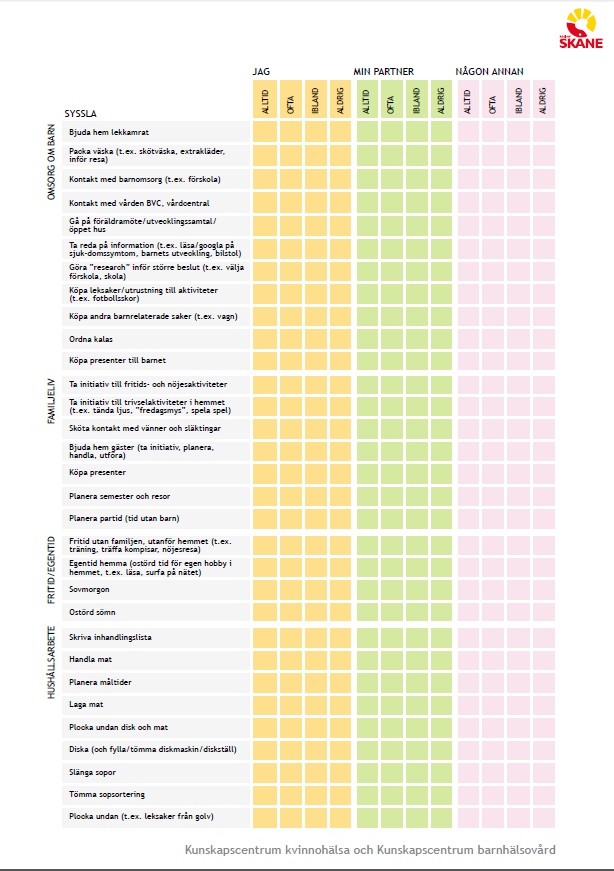 REGION
SKÅNE
JAG
MIN PARTNER
NÅGON ANNAN
SYSSLA
ALLTID
OFTA
IBLAND
ALDRIG
ALLTID
OFTA
IBLAND
ALDRIG
ALLTID
OFTA
IBLAND
ALDRIG
OMSORG OM BARN
Bjuda hem lekkamrat
Packa väska (t.ex. skötväska, extrakläder,
inför resa)
Kontakt med barnomsorg (t.ex. förskola)
Kontakt med vården BVC, vårdcentral
Gå på föräldramöte/utvecklingssamtal/
öppet hus
Ta reda på information (t.ex. läsa/googla på
sjuk-domssymtom, barnets utveckling, bilstol)
Göra ”research” inför större beslut (t.ex. välja
förskola, skola)
Köpa leksaker/utrustning till aktiviteter
(t.ex. fotbollsskor)
Köpa andra barnrelaterade saker (t.ex. vagn)
Ordna kalas
Köpa presenter till barnet
FAMILJELIV
Ta initiativ till fritids- och nöjesaktiviteter
Ta initiativ till trivselaktiviteter i hemmet
(t.ex. tända ljus, ”fredagsmys”, spela spel)
Sköta kontakt med vänner och släktingar
Bjuda hem gäster (ta initiativ, planera,
handla, utföra)
Köpa presenter
Planera semester och resor
Planera partid (tid utan barn)
FRITID/EGENTID
Fritid utan familjen, utanför hemmet (t.ex.
träning, träffa kompisar, nöjesresa)
Egentid hemma (ostörd tid för egen hobby i
hemmet, t.ex. läsa, surfa på nätet)
Sovmorgon
Ostörd sömn
HUSHÅLLSARBETE
Skriva inhandlingslista
Handla mat
Planera måltider
Laga mat
Plocka undan disk och mat
Diska (och fylla/tömma diskmaskin/diskställ)
Slänga sopor
Tömma sopsortering
Plocka undan (t.ex. leksaker från golv)
Kunskapscentrum kvinnohälsa och Kunskapscentrum barnhälsovård